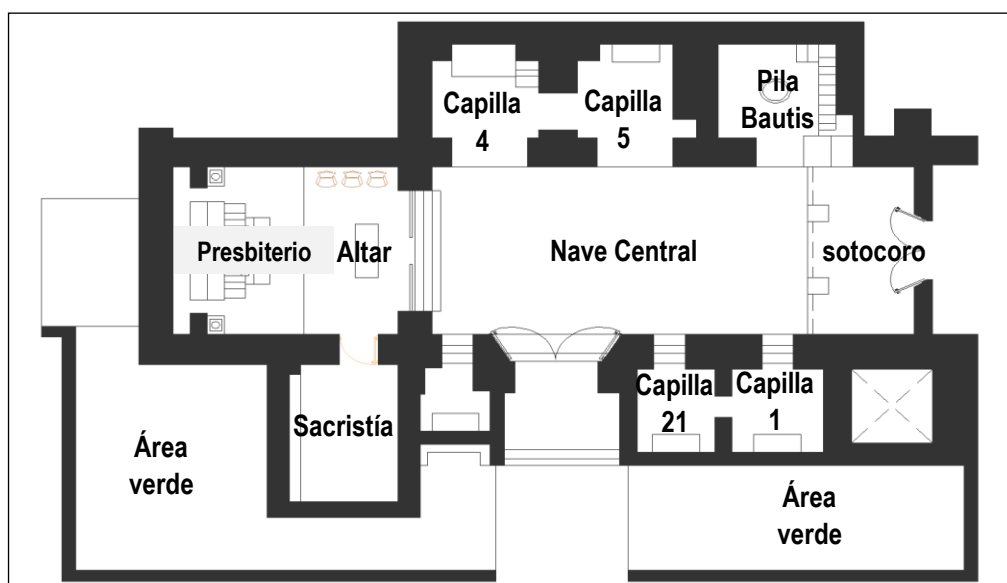 Capilla
4
Capilla
5
Pila
Bautis
Presbiterio
Altar
Nave Central
sotocoro
Sacristía
Capilla
21
Capilla
1
Área
verde
Área
verde